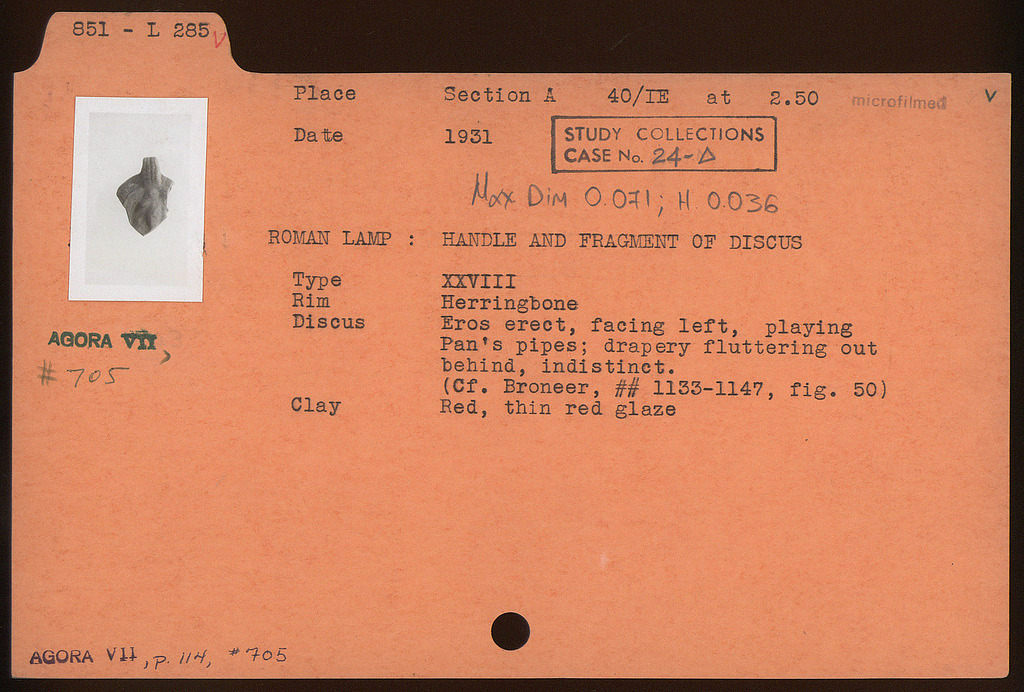 851 - L 285 V
Place Section A 40/IE at 2.50 microfilmed V
Date 1931
STUDY COLLECTIONS
CASE No. 24-Δ
Max Dim 0.071; H. 0.036
ROMAN LAMP : HANDLE AND FRAGMENT OF DISCUS
Type XXVIII
Rim Herringbone
Discus Eros erect, facing left, playing
Pan's pipes; drapery fluttering out
behind, indistinct.
(Cf. Broneer, ## 1133-1147, fig. 50)
Clay Red, thin red glaze
AGORA VII,
# 705
AGORA VII, p. 114, #705